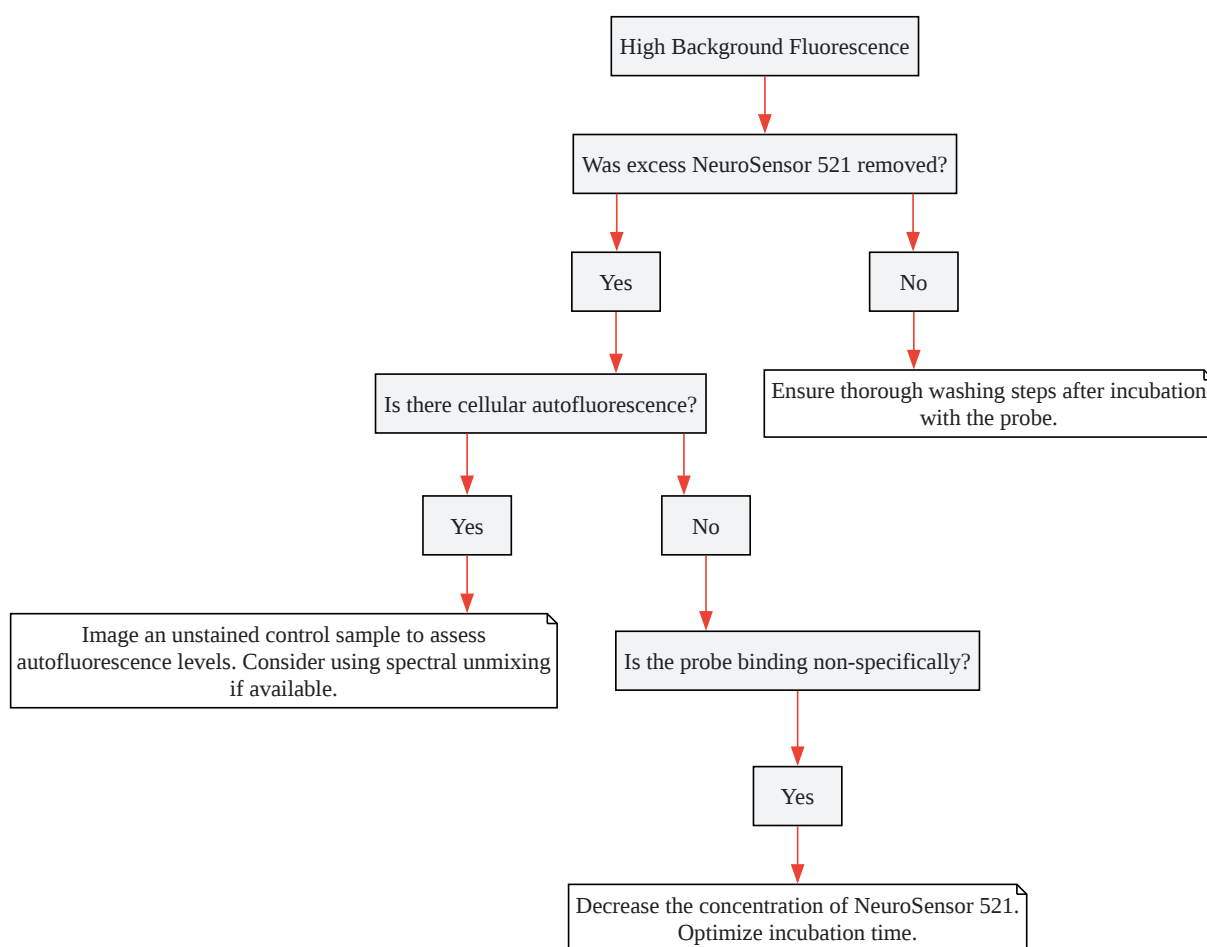 High Background Fluorescence
Was excess NeuroSensor 521 removed?
Yes
No
Is there cellular autofluorescence?
Ensure thorough washing steps after incubation
with the probe.
Yes
No
Image an unstained control sample to assess
autofluorescence levels. Consider using spectral unmixing
if available.
Is the probe binding non-specifically?
Yes
Decrease the concentration of NeuroSensor 521.
Optimize incubation time.